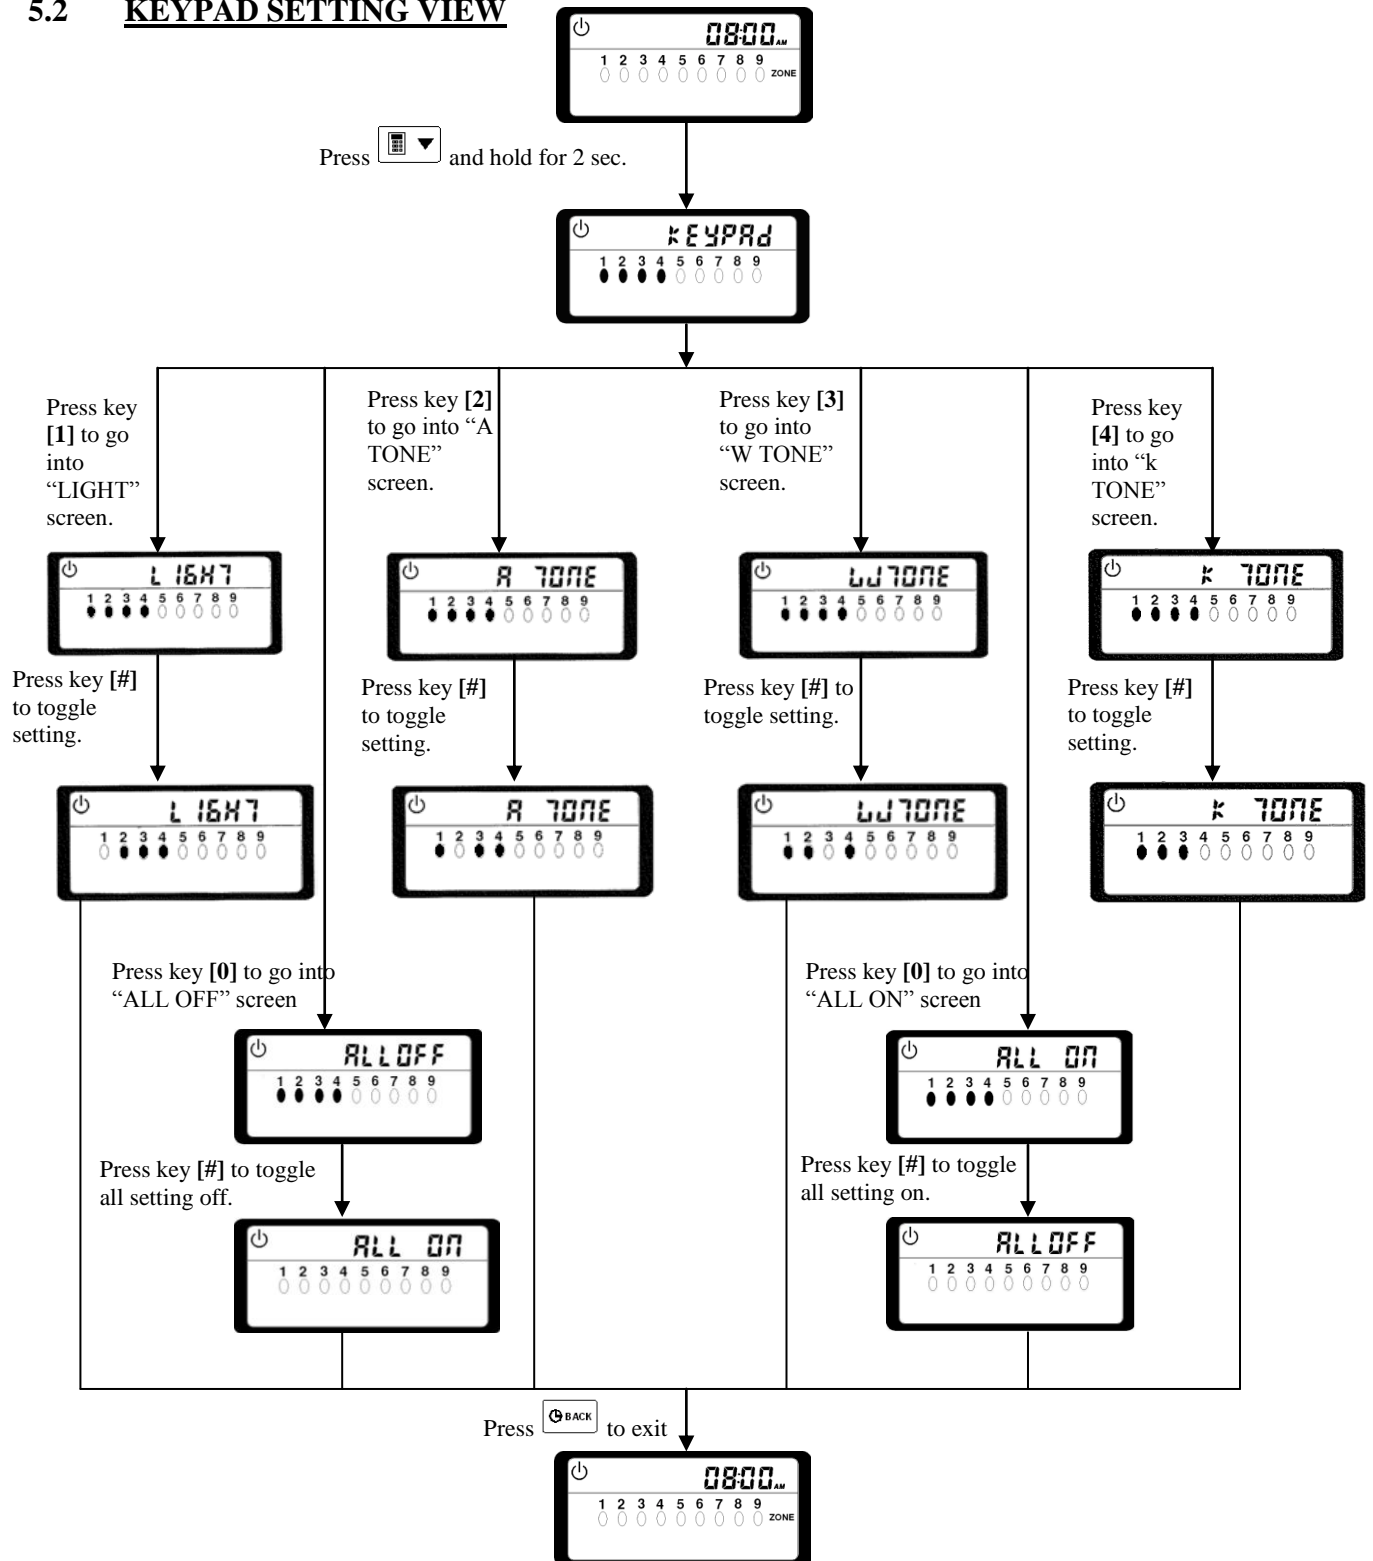 5.2 KEYPAD SETTING VIEW
08:00 AM
1 2 3 4 5 6 7 8 9
ZONE
Press ▼ and hold for 2 sec.
KEYPAd
1 2 3 4 5 6 7 8 9
Press key
[1] to go
into
“LIGHT”
screen.
Press key [2]
to go into “A
TONE”
screen.
Press key [3]
to go into
“W TONE”
screen.
Press key
[4] to go
into “k
TONE”
screen.
LIGHT
1 2 3 4 5 6 7 8 9
A TONE
1 2 3 4 5 6 7 8 9
W TONE
1 2 3 4 5 6 7 8 9
k TONE
1 2 3 4 5 6 7 8 9
Press key [#]
to toggle
setting.
Press key [#]
to toggle
setting.
Press key [#] to
toggle setting.
Press key [#]
to toggle
setting.
LIGHT
1 2 3 4 5 6 7 8 9
A TONE
1 2 3 4 5 6 7 8 9
W TONE
1 2 3 4 5 6 7 8 9
k TONE
1 2 3 4 5 6 7 8 9
Press key [0] to go into
“ALL OFF” screen
Press key [0] to go into
“ALL ON” screen
ALLOFF
1 2 3 4 5 6 7 8 9
ALL ON
1 2 3 4 5 6 7 8 9
Press key [#] to toggle
all setting off.
Press key [#] to toggle
all setting on.
ALL ON
1 2 3 4 5 6 7 8 9
ALLOFF
1 2 3 4 5 6 7 8 9
Press BACK to exit
08:00 AM
1 2 3 4 5 6 7 8 9
ZONE